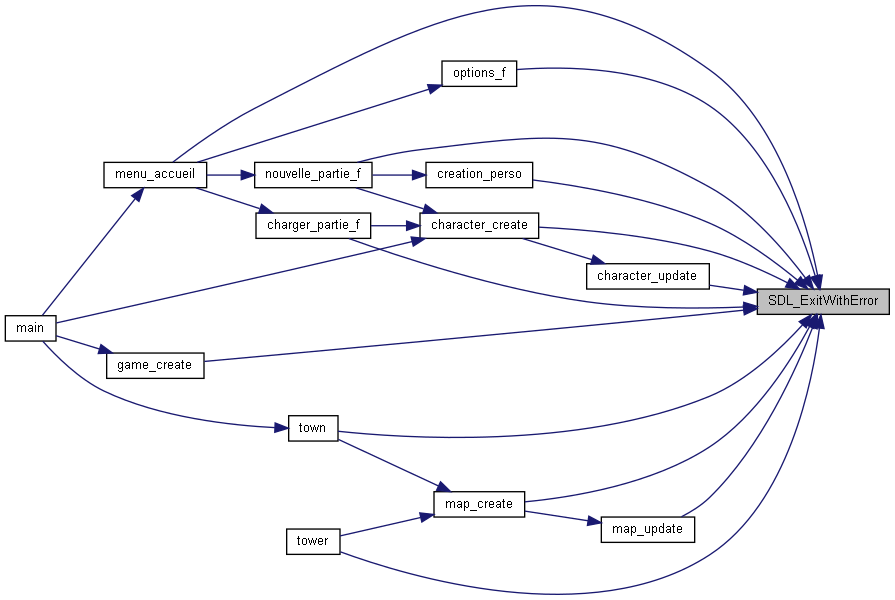 options_f
menu_accueil
nouvelle_partie_f
creation_perso
charger_partie_f
character_create
character_update
SDL_ExitWithError
main
game_create
town
map_create
map_update
tower